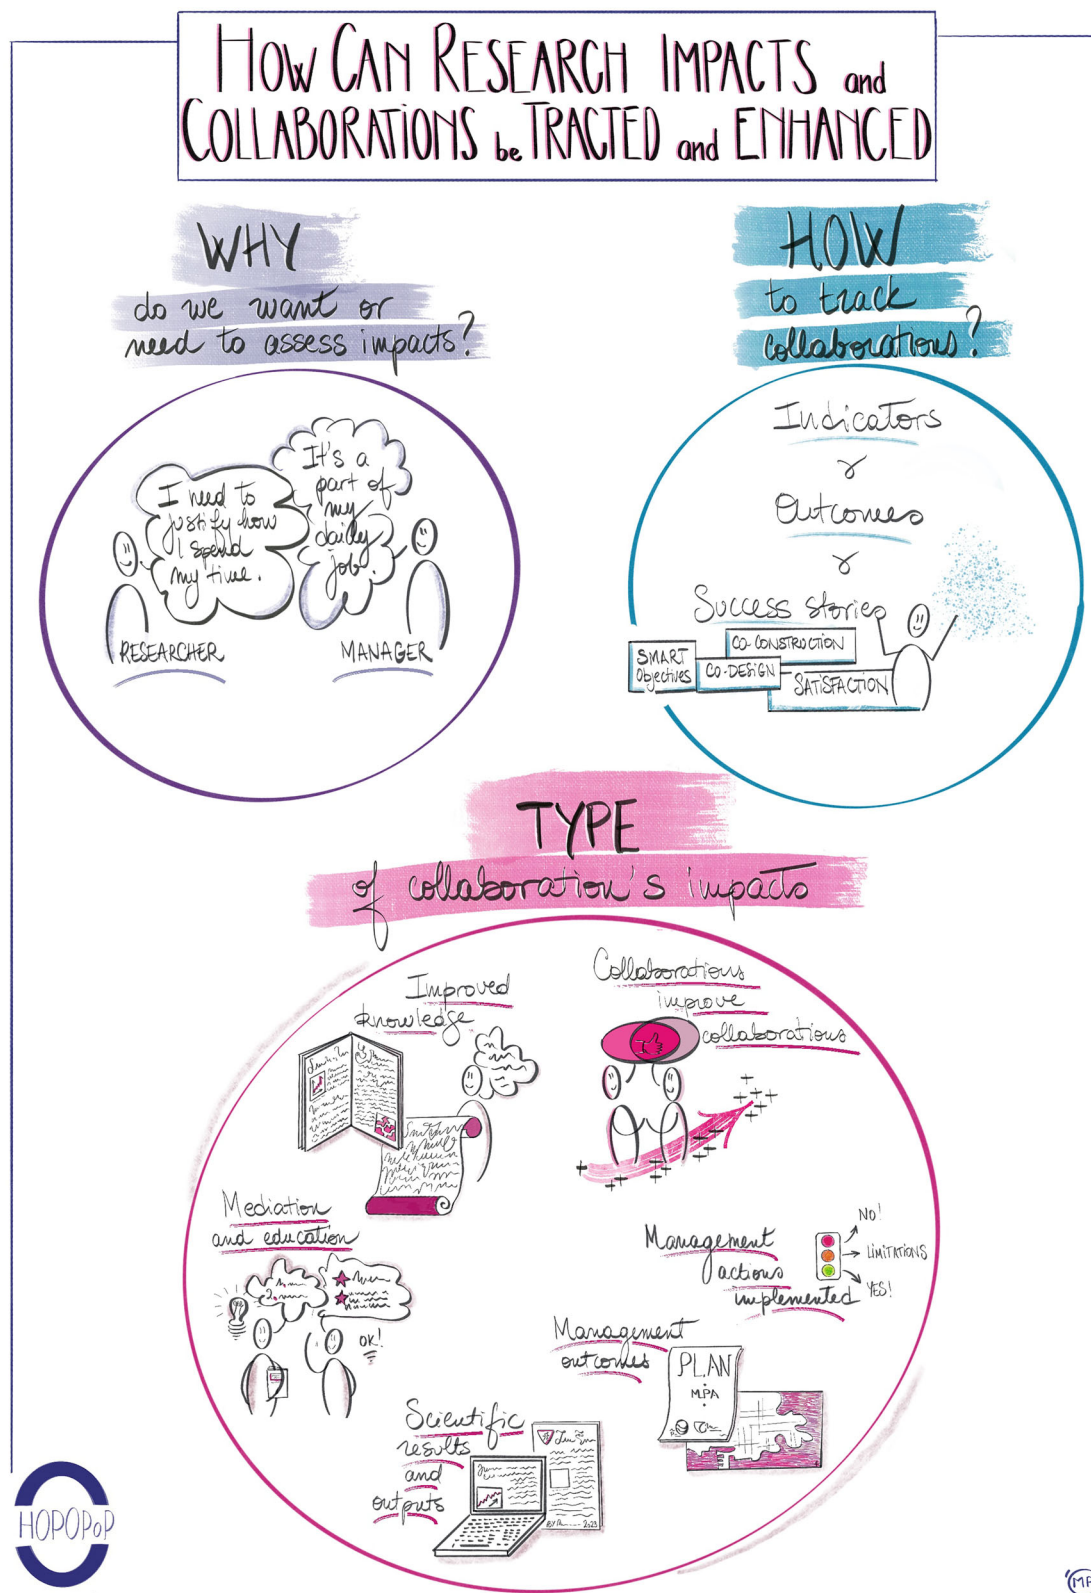 HOW CAN RESEARCH IMPACTS and
COLLABORATIONS be TRACTED and ENHANCED
WHY
do we want or
need to assess impacts?
I need to
justify how
I spend
my time.
It's a
part of
my
daily
job.
RESEARCHER
MANAGER
HOW
to track
collaborations?
Indicators
Outcomes
Success stories
SMART
Objectives
CO-CONSTRUCTION
CO-DESIGN
SATISFACTION
TYPE
of collaboration's impacts
Improved
knowledge
Collaborations
improve
collaborations
Mediation
and education
2.
OK!
Management
actions
implemented
NO!
LIMITATIONS
YES!
Management
outcomes
PLAN
MPA
Scientific
results
and
outputs
2023
HOPOPoP